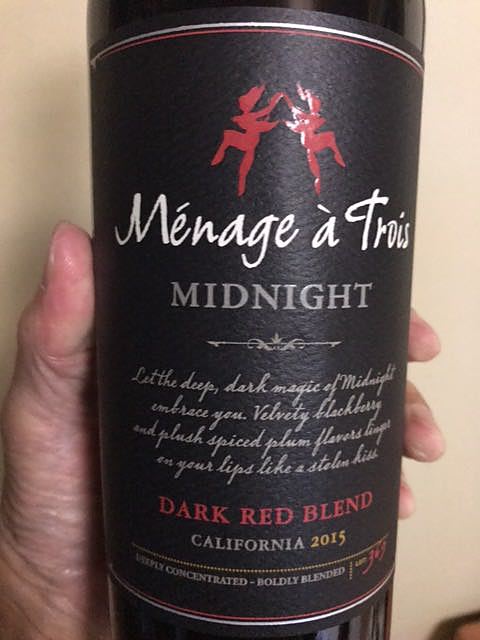 Ménage à Trois
MIDNIGHT
Let the deep, dark magic of Midnight
embrace you. Velvety blackberry
and plush spiced plum flavors linger
on your lips like a stolen kiss.
DARK RED BLEND
CALIFORNIA 2015
DEEPLY CONCENTRATED - BOLDLY BLENDED LOT